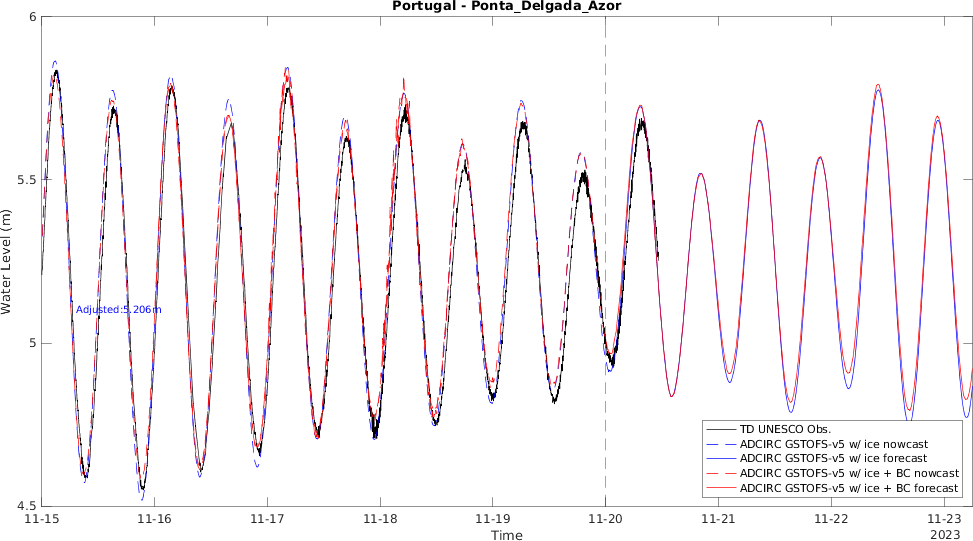 Portugal - Ponta_Delgada_Azor
6
5.5
5
4.5
Water Level (m)
Adjusted:5.206m
TD UNESCO Obs.
ADCIRC GSTOFS-v5 w/ ice nowcast
ADCIRC GSTOFS-v5 w/ ice forecast
ADCIRC GSTOFS-v5 w/ ice + BC nowcast
ADCIRC GSTOFS-v5 w/ ice + BC forecast
11-15 11-16 11-17 11-18 11-19 11-20 11-21 11-22 11-23
Time
2023